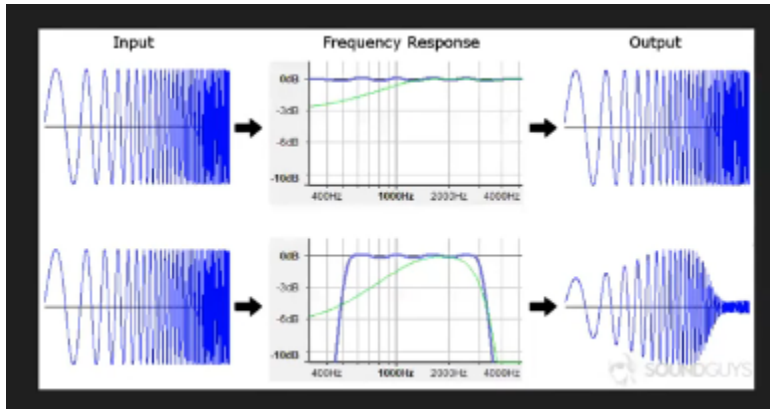 Input Frequency Response Output
0dB
-3dB
-6dB
-10dB
400Hz 1000Hz 2000Hz 4000Hz
0dB
-3dB
-6dB
-10dB
400Hz 1000Hz 2000Hz 4000Hz
SOUNDGUYS